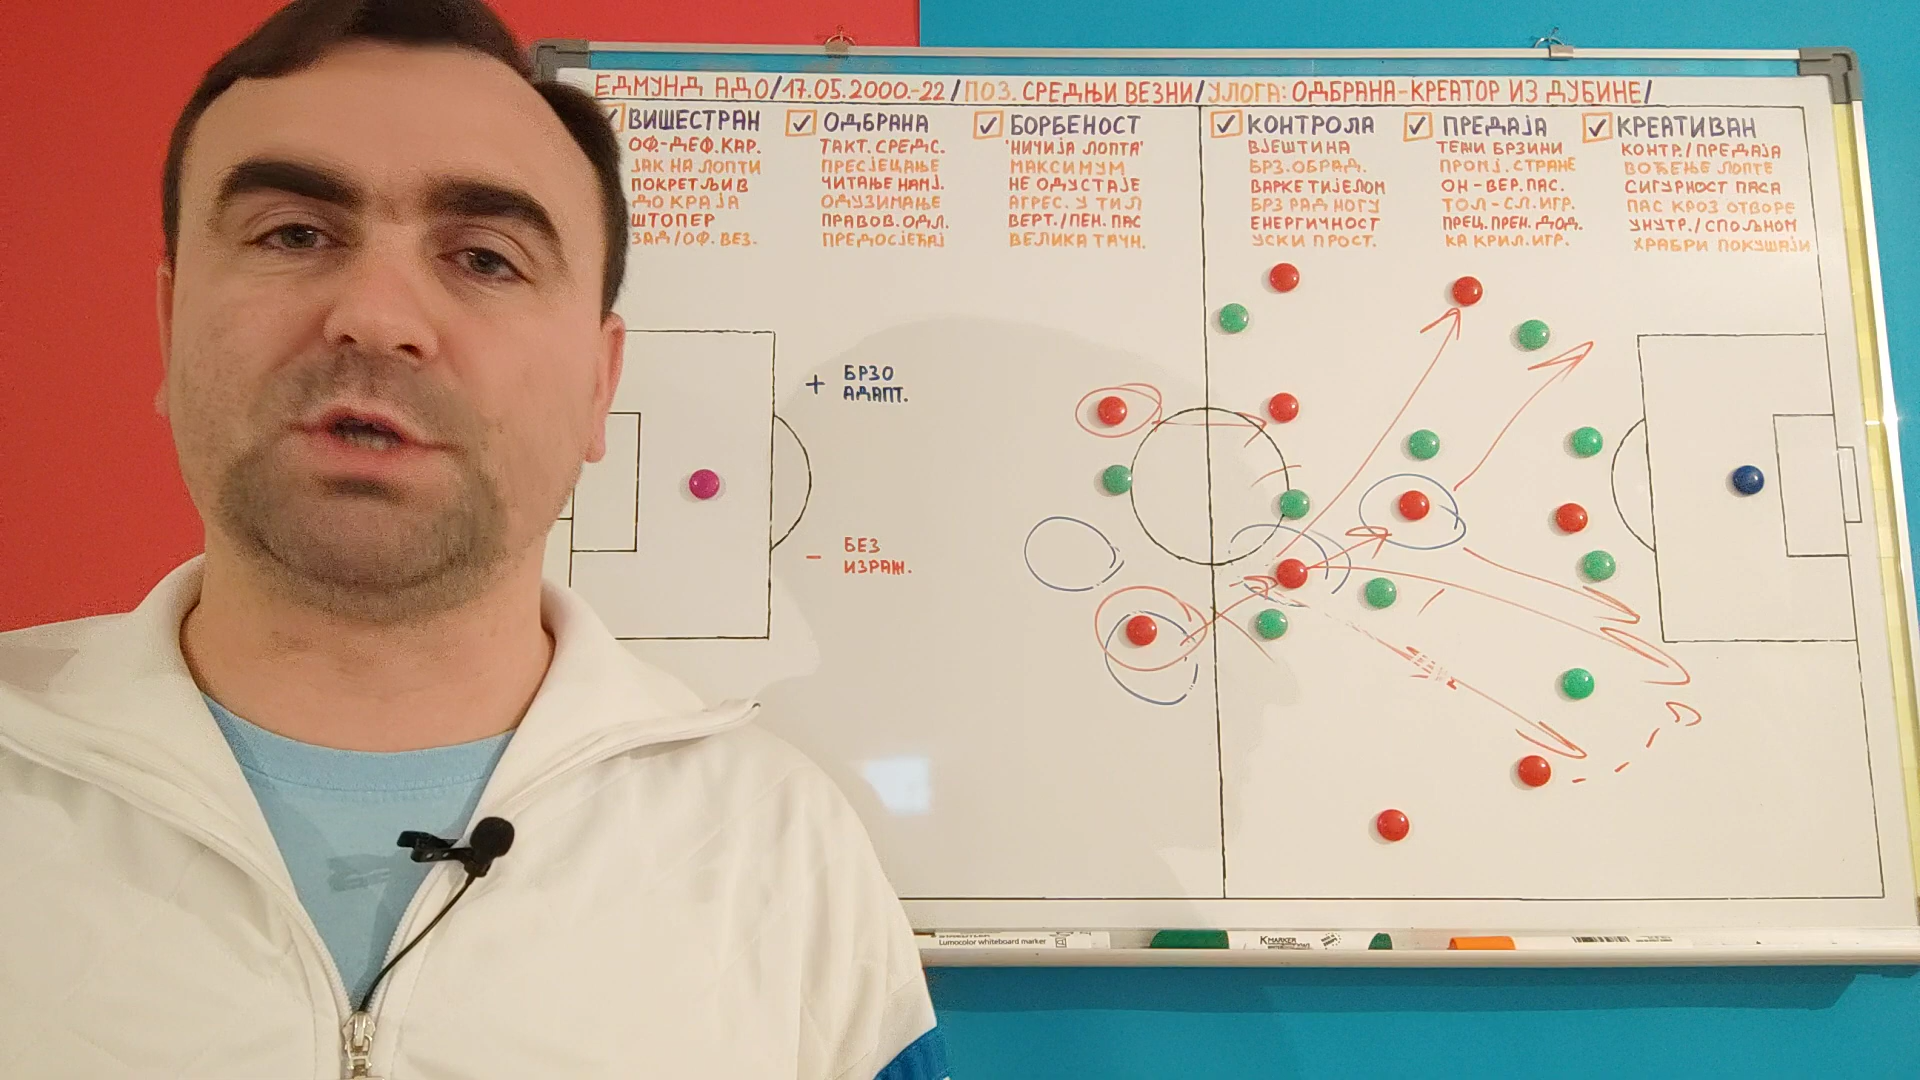 ЕДМУНД АДО/17.05.2000.-22/ПОЗ. СРЕДЊИ ВЕЗНИ/УЛОГА: ОДБРАНА-КРЕАТОР ИЗ ДУБИНЕ/
ВИШЕСТРАН
ОФ.-ДЕФ.КАР.
ЈАК НА ЛОПТИ
ПОКРЕТЉИВ
ДО КРАЈА
ШТОПЕР
ЗАД/ОФ. ВЕЗ.
ОДБРАНА
ТАКТ. СРЕДС.
ПРЕСЈЕЦАЊЕ
ЧИТАЊЕ НАМЈ.
ОДУЗИМАЊЕ
ПРАВОВ. ОДЛ.
ПРЕДОСЈЕЋАЈ
БОРБЕНОСТ
'НИЧИЈА ЛОПТА'
МАКСИМУМ
НЕ ОДУСТАЈЕ
АГРЕС. У ТИЛ
ВЕРТ./ПЕН. ПАС
ВЕЛИКА ТАЧН.
КОНТРОЛА
ВЈЕШТИНА
БРЗ. ОБРАД.
ВАРКЕ ТИЈЕЛОМ
БРЗ РАД НОГУ
ЕНЕРГИЧНОСТ
УСКИ ПРОСТ.
ПРЕДАЈА
ТЕЖИ БРЗИНИ
ПРОМЈ. СТРАНЕ
ОН-ВЕР. ПАС.
ТОЛ-СЛ. ИГР.
ПРЕЦ. ПРЕН. ДОД.
КА КРИЛ. ИГР.
КРЕАТИВАН
КОНТР./ПРЕДАЈА
ВОЂЕЊЕ ЛОПТЕ
СИГУРНОСТ ПАСА
ПАС КРОЗ ОТВОРЕ
УНУТР./СПОЉНОМ
ХРАБРИ ПОКУШАЈИ
+ БРЗО
АДАПТ.
- БЕЗ
ИЗРАЖ.
Lumocolor whiteboard marker
K MARKER